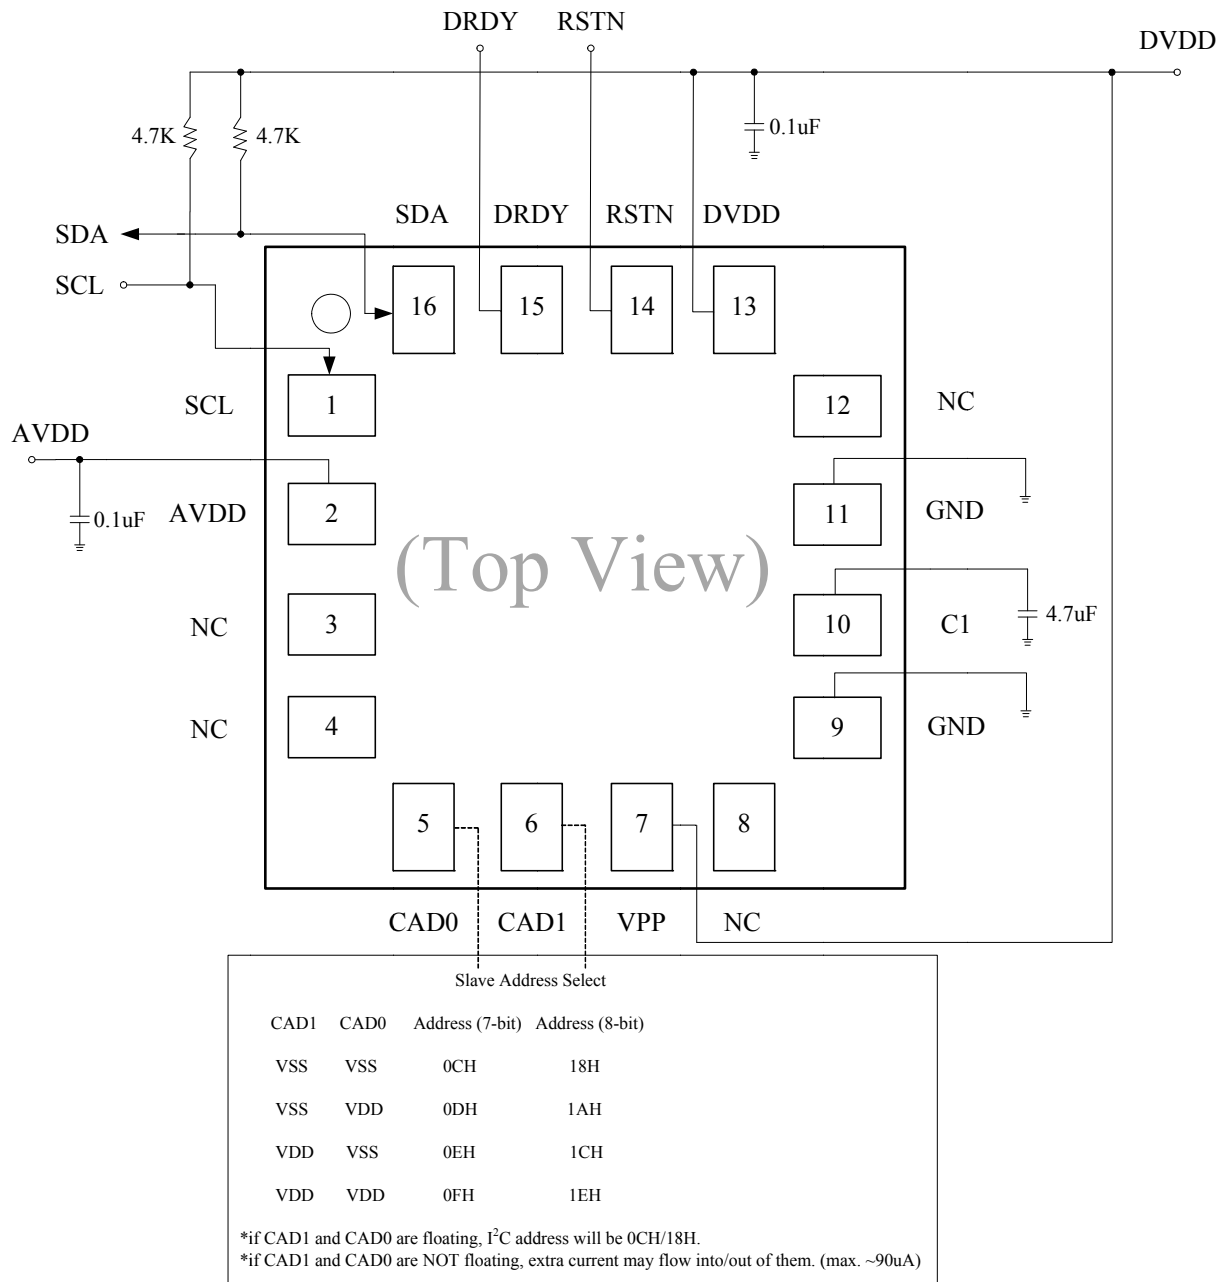 DRDY RSTN
DVDD
4.7K 4.7K
0.1uF
SDA DRDY RSTN DVDD
SDA
SCL
16 15 14 13
SCL 1
12 NC
AVDD
0.1uF
AVDD 2
11 GND
(Top View)
NC 3
10 C1
4.7uF
NC 4
9 GND
5 6 7 8
CAD0 CAD1 VPP NC
Slave Address Select
CAD1 CAD0 Address (7-bit) Address (8-bit)
VSS VSS 0CH 18H
VSS VDD 0DH 1AH
VDD VSS 0EH 1CH
VDD VDD 0FH 1EH
*if CAD1 and CAD0 are floating, I²C address will be 0CH/18H.
*if CAD1 and CAD0 are NOT floating, extra current may flow into/out of them. (max. ~90uA)